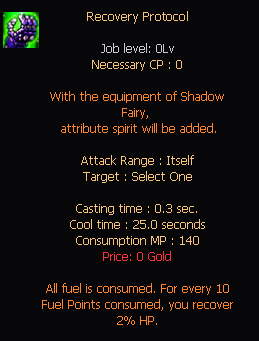 Recovery Protocol
Job level: 0Lv
Necessary CP : 0
With the equipment of Shadow
Fairy,
attribute spirit will be added.
Attack Range : Itself
Target : Select One
Casting time : 0.3 sec.
Cool time : 25.0 seconds
Consumption MP : 140
Price: 0 Gold
All fuel is consumed. For every 10
Fuel Points consumed, you recover
2% HP.